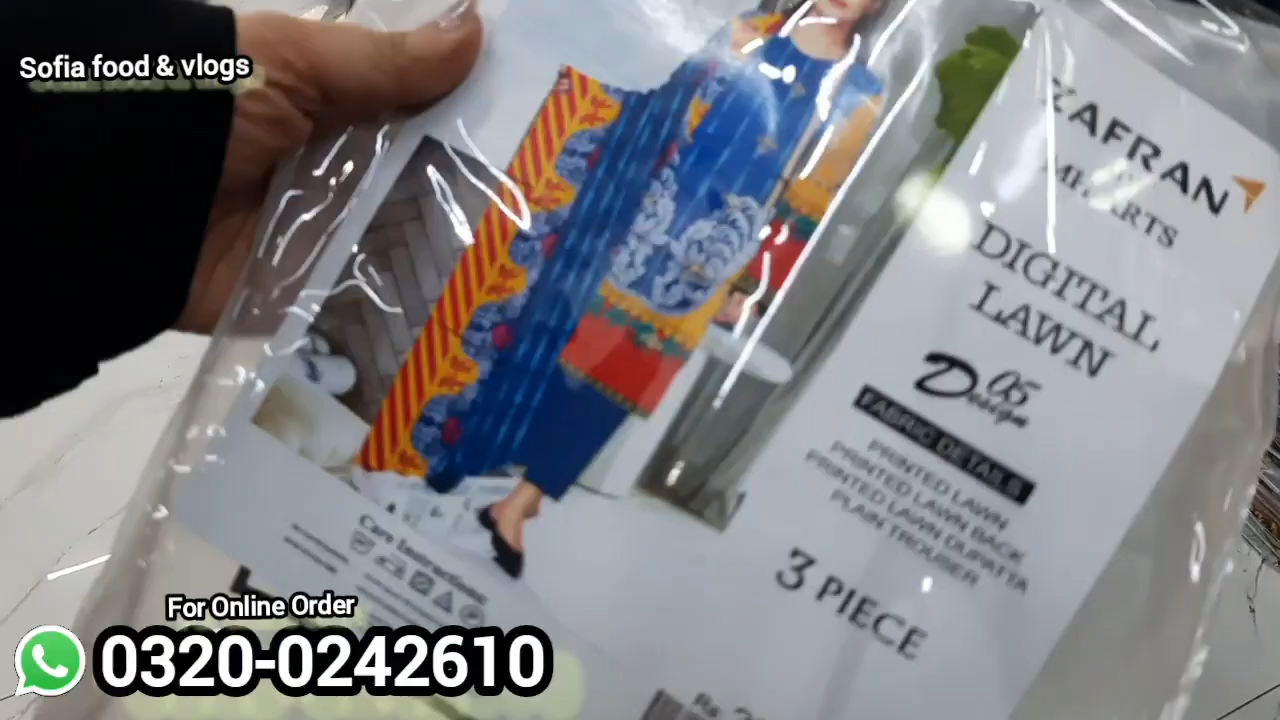 Sofia food & vlogs
ZAFRAN
DIGITAL
LAWN
05
Design
FABRIC DETAILS
PRINTED LAWN
PRINTED LAWN BACK
PRINTED LAWN DUPATTA
PLAIN TROUSER
3 PIECE
Rs.
Care Instructions
For Online Order
0320-0242610